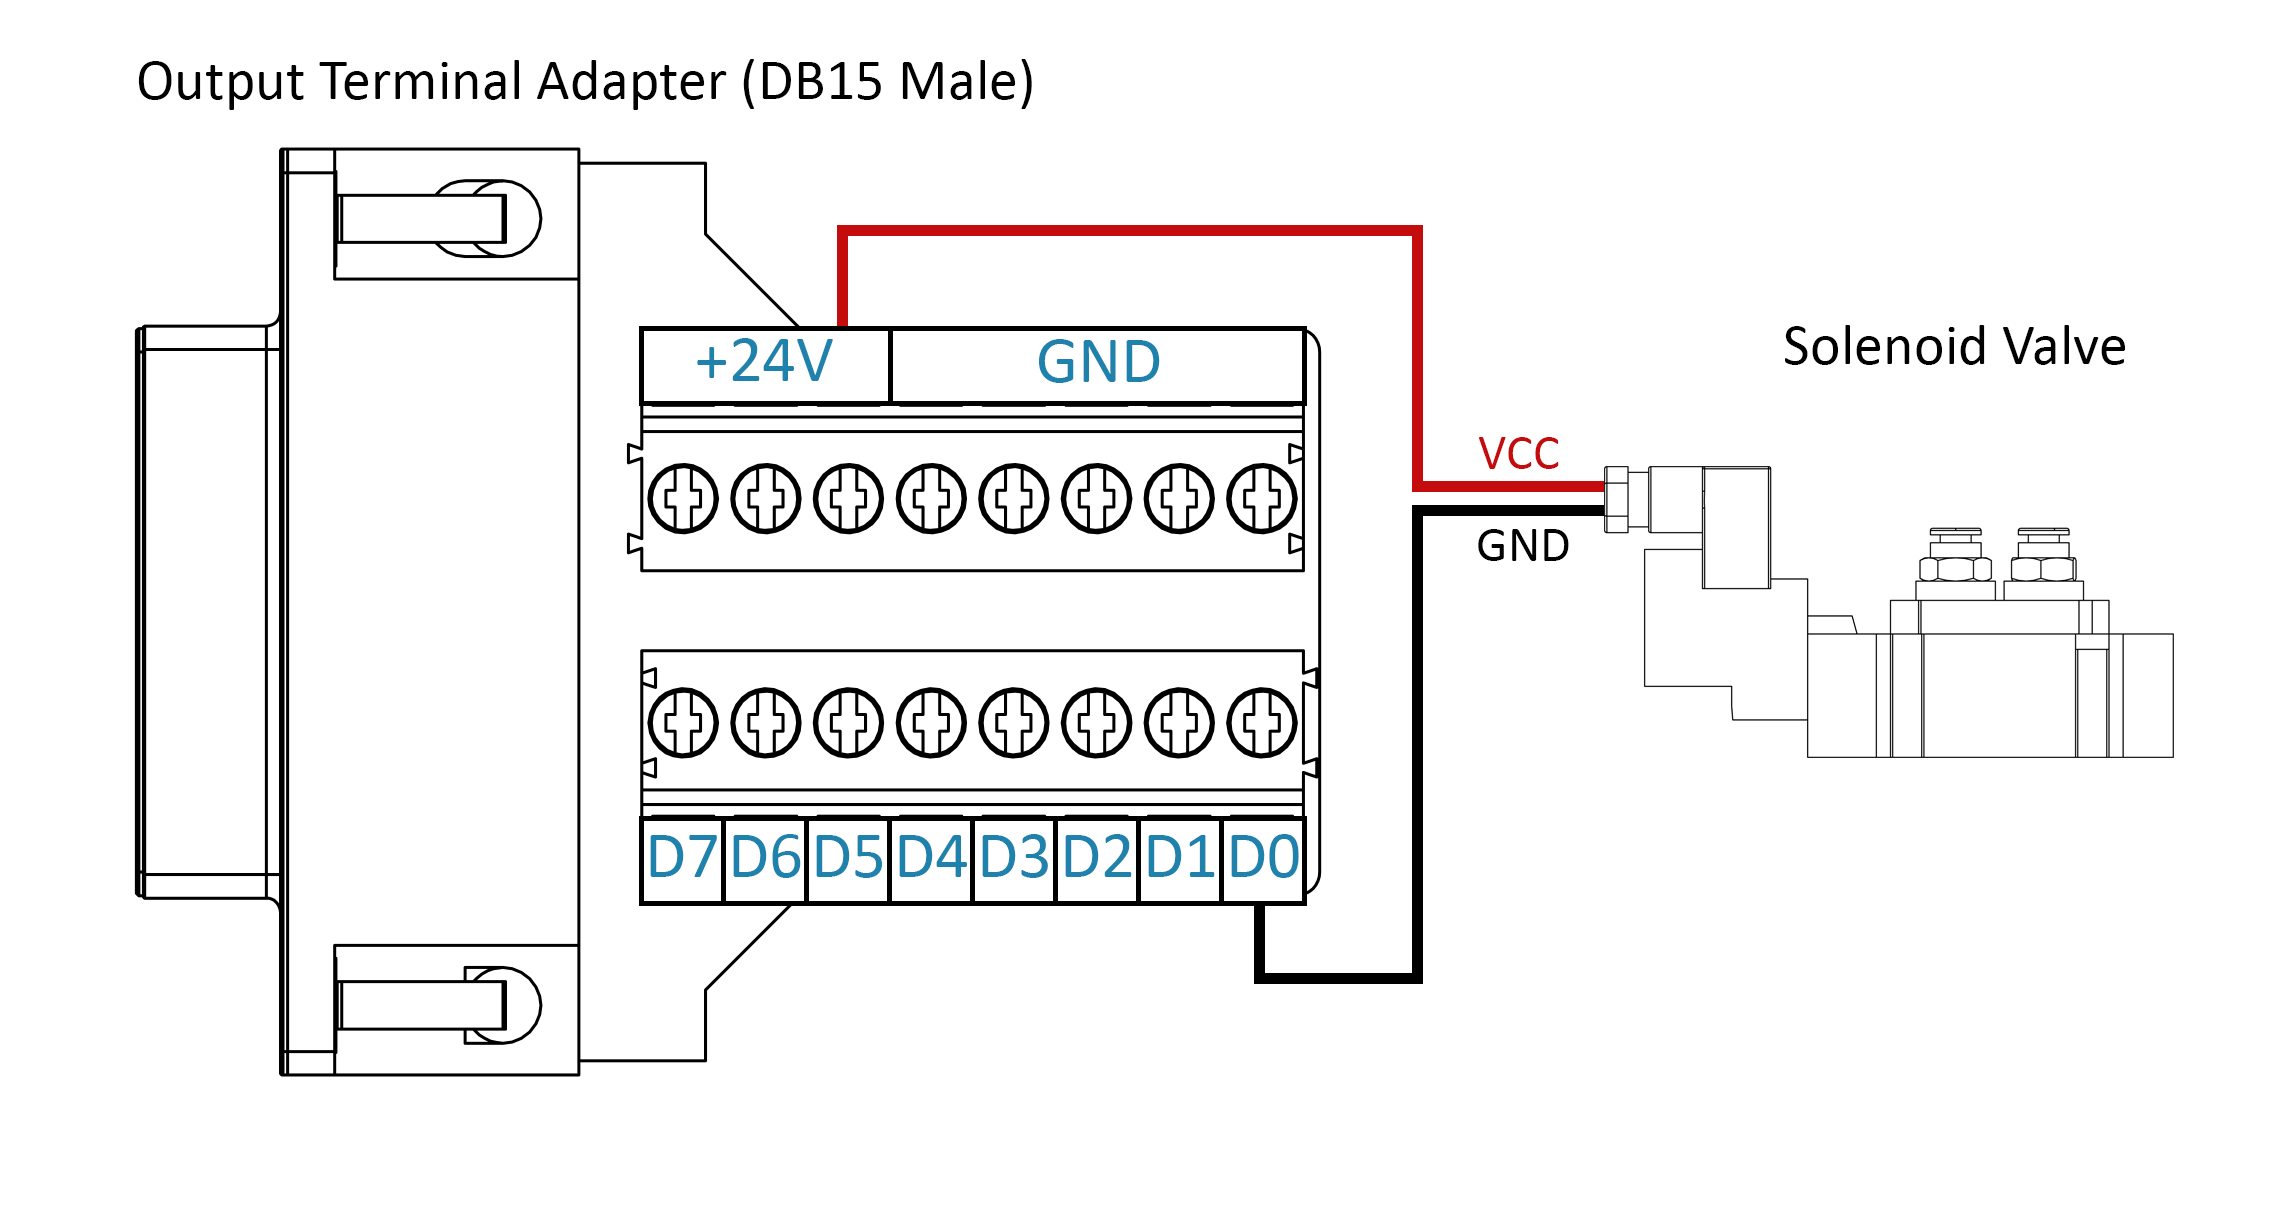 Output Terminal Adapter (DB15 Male)
+24V GND
Solenoid Valve
VCC
GND
D7 D6 D5 D4 D3 D2 D1 D0